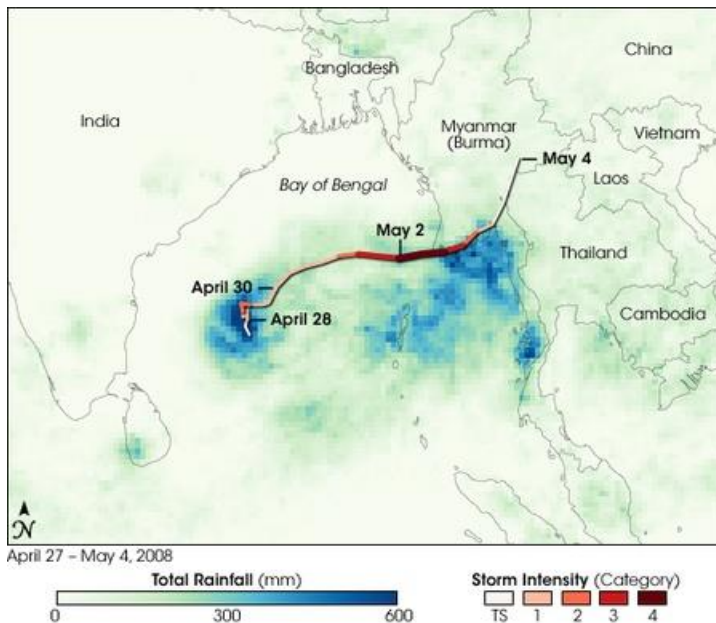 China
Bangladesh
India
Myanmar
(Burma)
Vietnam
May 4
Bay of Bengal
Laos
May 2
Thailand
April 30
April 28
Cambodia
N
April 27 – May 4, 2008
Total Rainfall (mm)
0 300 600
Storm Intensity (Category)
TS 1 2 3 4